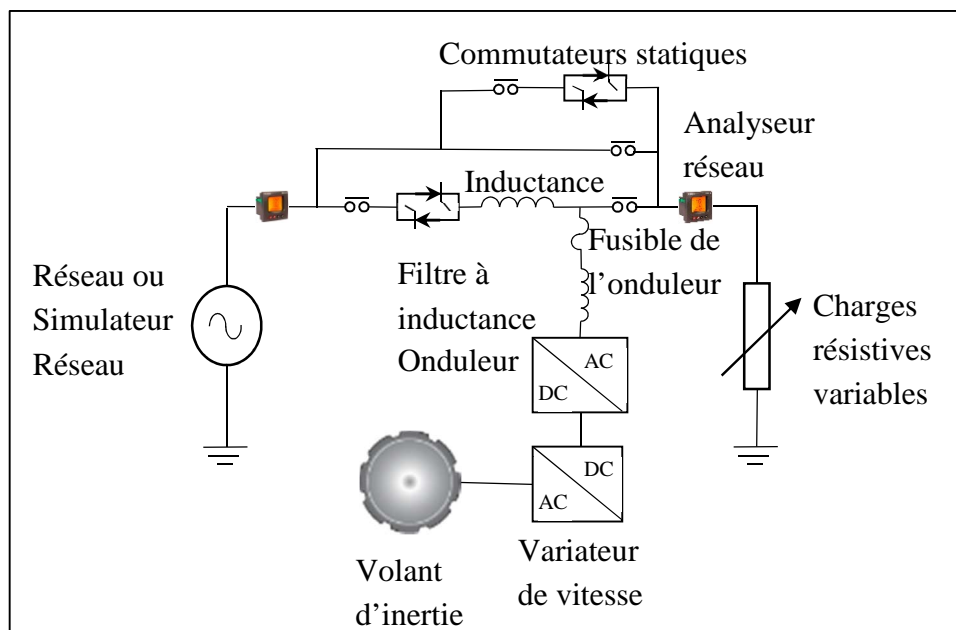 Commutateurs statiques
Analyseur
réseau
Inductance
Fusible de
l'onduleur
Réseau ou
Simulateur
Réseau
Filtre à
inductance
Onduleur
AC
DC
Charges
résistives
variables
DC
AC
Volant
d'inertie
Variateur
de vitesse